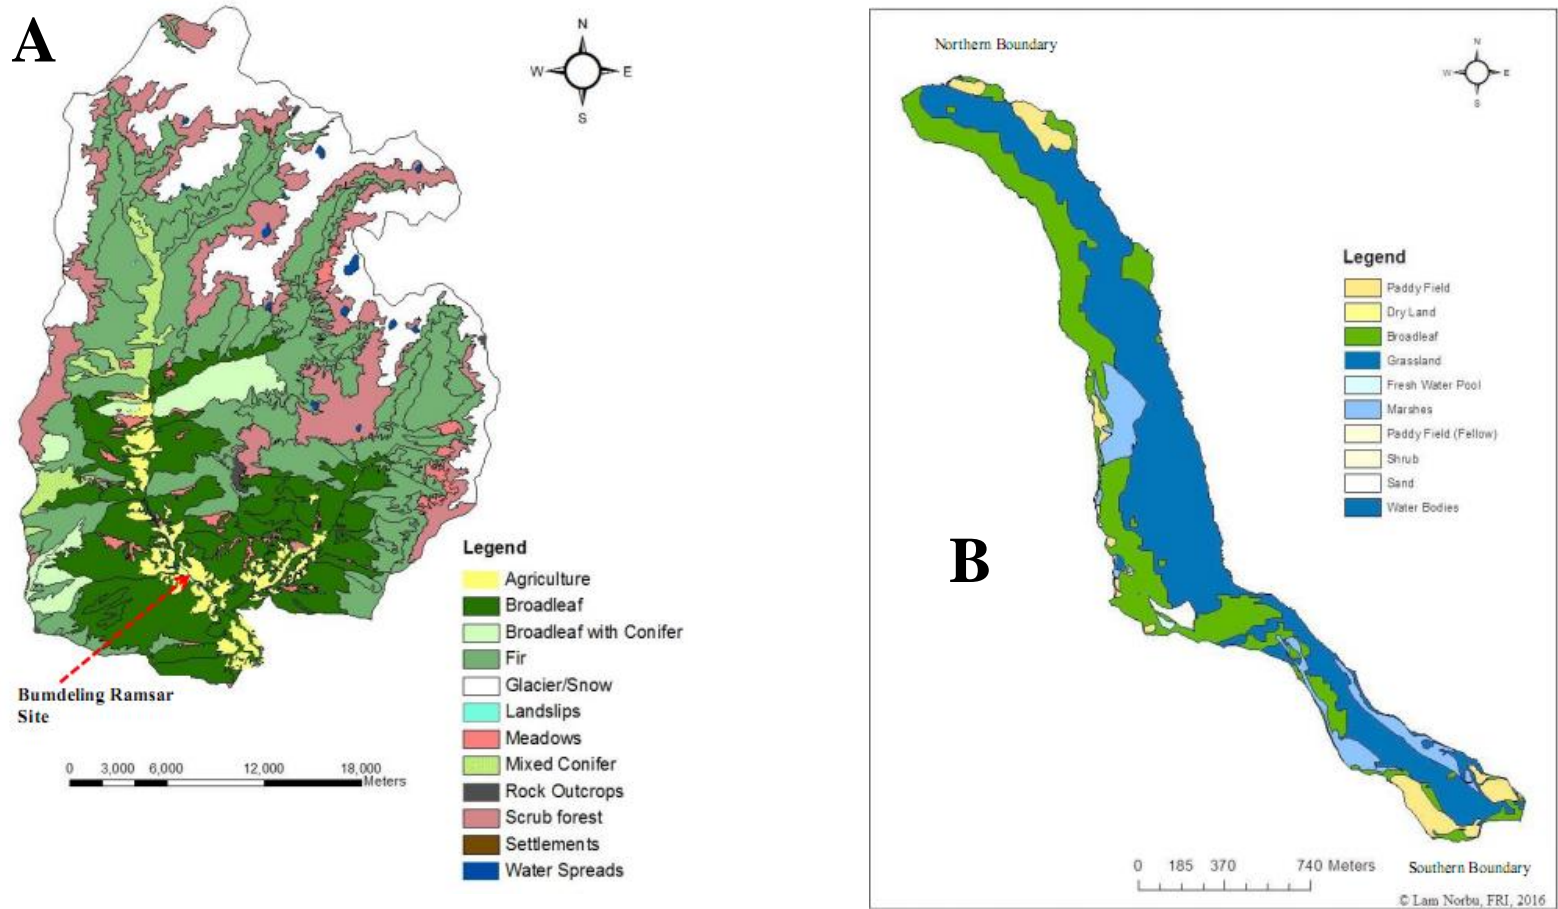 A
N
W E
S
Legend
Agriculture
Broadleaf
Broadleaf with Conifer
Fir
Glacier/Snow
Landslips
Meadows
Mixed Conifer
Rock Outcrops
Scrub forest
Settlements
Water Spreads
Bumdeling Ramsar
Site
0 3,000 6,000 12,000 18,000
Meters
Northern Boundary
N
W E
S
Legend
Paddy Field
Dry Land
Broadleaf
Grassland
Fresh Water Pool
Marshes
Paddy Field (Fellow)
Shrub
Sand
Water Bodies
B
0 185 370 740 Meters
Southern Boundary
© Lam Norbu, FRI, 2016